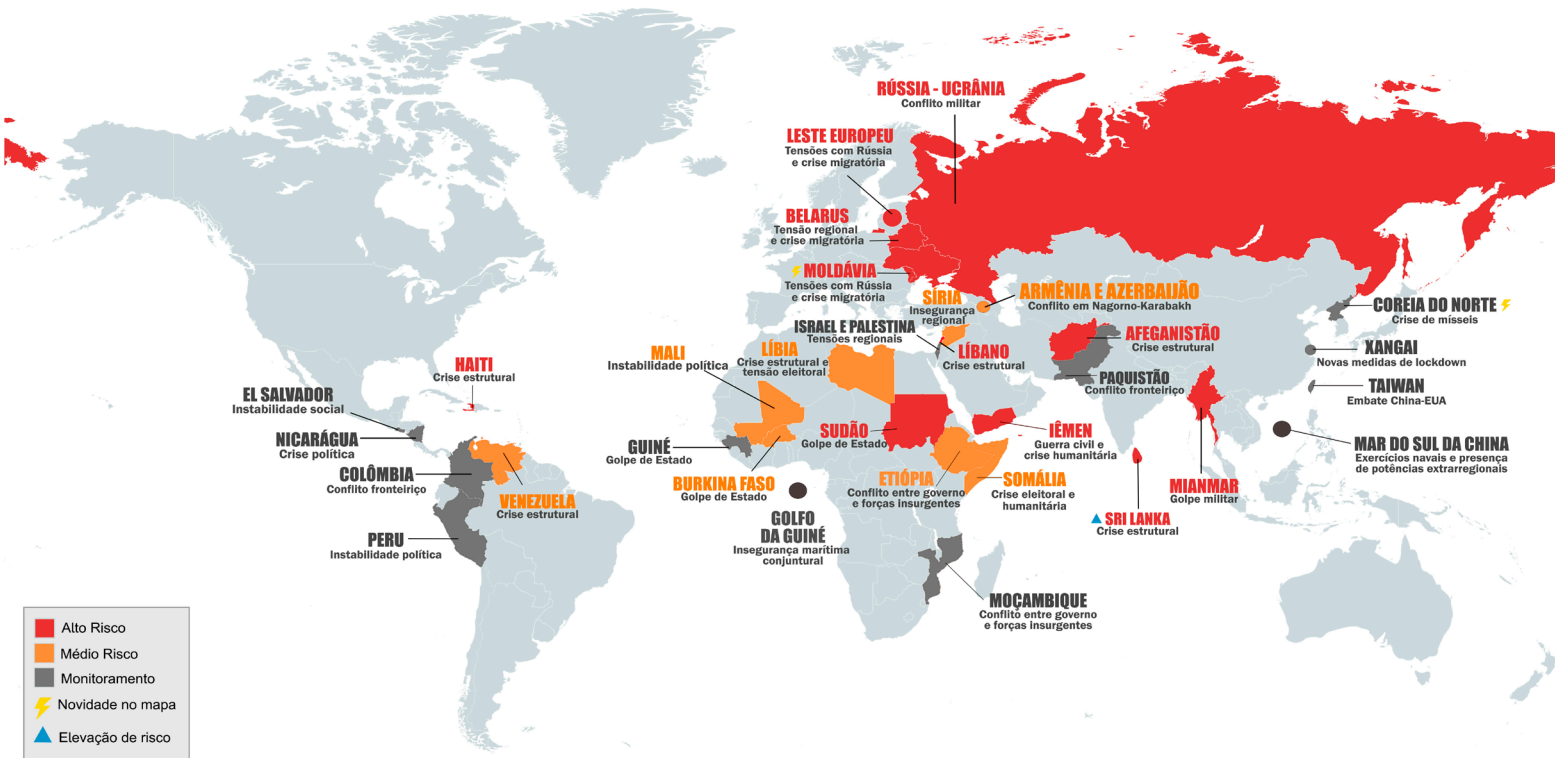 RÚSSIA - UCRÂNIA
Conflito militar
LESTE EUROPEU
Tensões com Rússia
e crise migratória
BELARUS
Tensão regional
e crise migratória
MOLDÁVIA
Tensões com Rússia
e crise migratória
SÍRIA
Insegurança
regional
ARMÊNIA E AZERBAIJÃO
Conflito em Nagorno-Karabakh
COREIA DO NORTE
Crise de mísseis
ISRAEL E PALESTINA
Tensões regionais
AFEGANISTÃO
Crise estrutural
LÍBANO
Crise estrutural
XANGAI
Novas medidas de lockdown
MALI
Instabilidade política
LÍBIA
Crise estrutural e
tensão eleitoral
HAITI
Crise estrutural
PAQUISTÃO
Conflito fronteiriço
TAIWAN
Embate China-EUA
EL SALVADOR
Instabilidade social
NICARÁGUA
Crise política
COLÔMBIA
Conflito fronteiriço
VENEZUELA
Crise estrutural
PERU
Instabilidade política
GUINÉ
Golpe de Estado
BURKINA FASO
Golpe de Estado
SUDÃO
Golpe de Estado
IÊMEN
Guerra civil e
crise humanitária
ETIÓPIA
Conflito entre governo
e forças insurgentes
SOMÁLIA
Crise eleitoral e
humanitária
MAR DO SUL DA CHINA
Exercícios navais e presença
de potências extrarregionais
MIANMAR
Golpe militar
SRI LANKA
Crise estrutural
GOLFO
DA GUINÉ
Insegurança marítima
conjuntural
MOÇAMBIQUE
Conflito entre governo
e forças insurgentes
Alto Risco
Médio Risco
Monitoramento
Novidade no mapa
Elevação de risco